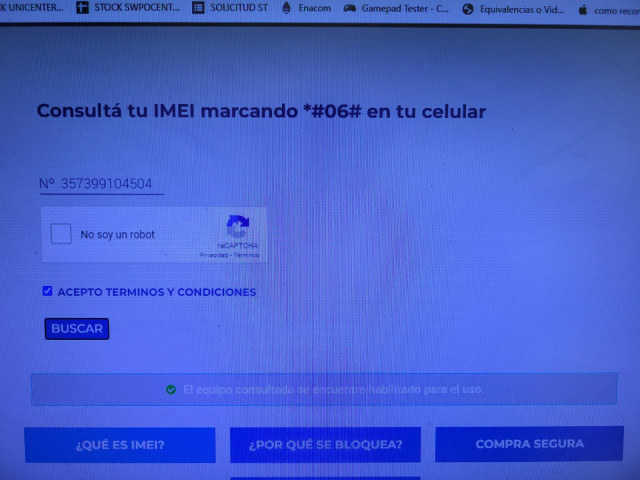 K UNICENTER...
STOCK SWPOCENT...
SOLICITUD ST
Enacom
Gamepad Tester - C...
Equivalencias o Vid...
como recor
Consultá tu IMEI marcando *#06# en tu celular
Nº 357399104504
No soy un robot
reCAPTCHA
Privacidad - Términos
ACEPTO TERMINOS Y CONDICIONES
BUSCAR
El equipo consultado se encuentra habilitado para el uso.
¿QUÉ ES IMEI?
¿POR QUÉ SE BLOQUEA?
COMPRA SEGURA